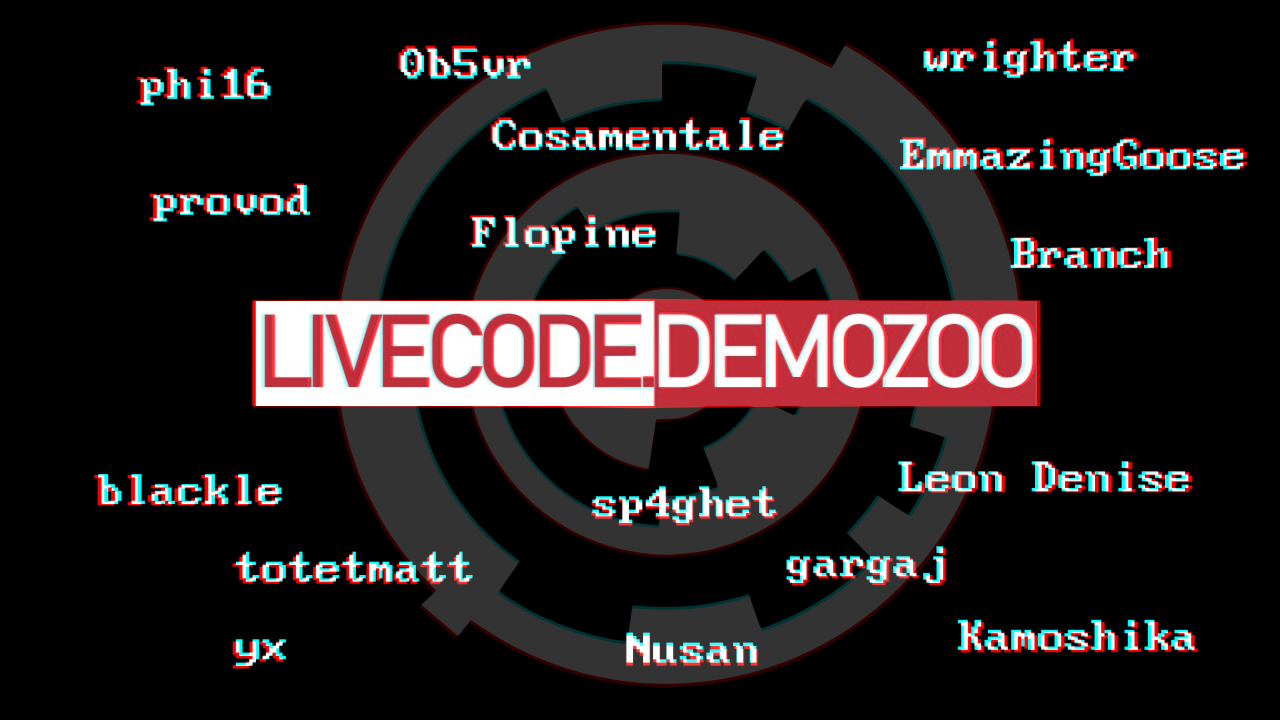 phi16
0b5vr
wrighter
Cosamentale
EmmazingGoose
provod
Flopine
Branch
LIVECODE.DEMOZOO
blackle
sp4ghet
Leon Denise
totetmatt
gargaj
yx
Nusan
Kamoshika